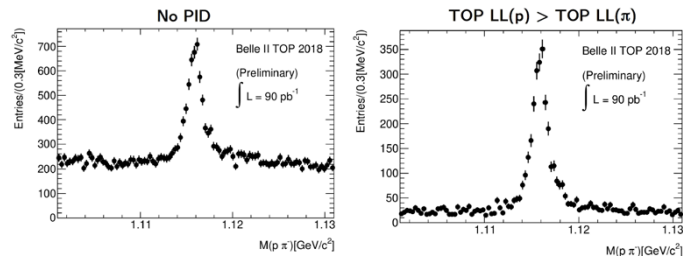 No PID
Entries/(0.3[MeV/c²])
700
600
500
400
300
200
100
0
Belle II TOP 2018
(Preliminary)
∫ L = 90 pb⁻¹
1.11
1.12
1.13
M(p π⁻)[GeV/c²]
TOP LL(p) > TOP LL(π)
Entries/(0.3[MeV/c²])
350
300
250
200
150
100
50
0
Belle II TOP 2018
(Preliminary)
∫ L = 90 pb⁻¹
1.11
1.12
1.13
M(p π⁻)[GeV/c²]